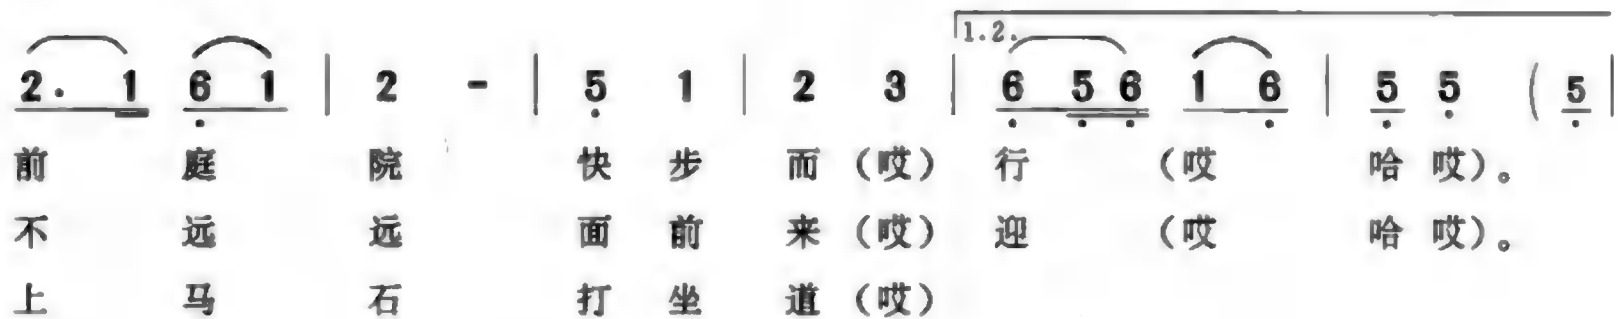 1.2.
2. 1 6 1 | 2 - | 5 1 | 2 3 | 6 5 6 1 6 | 5 5 ( 5 |
前 庭 院 快 步 而 (哎) 行 (哎 哈 哎)。
不 远 远 面 前 来 (哎) 迎 (哎 哈 哎)。
上 马 石 打 坐 道 (哎)